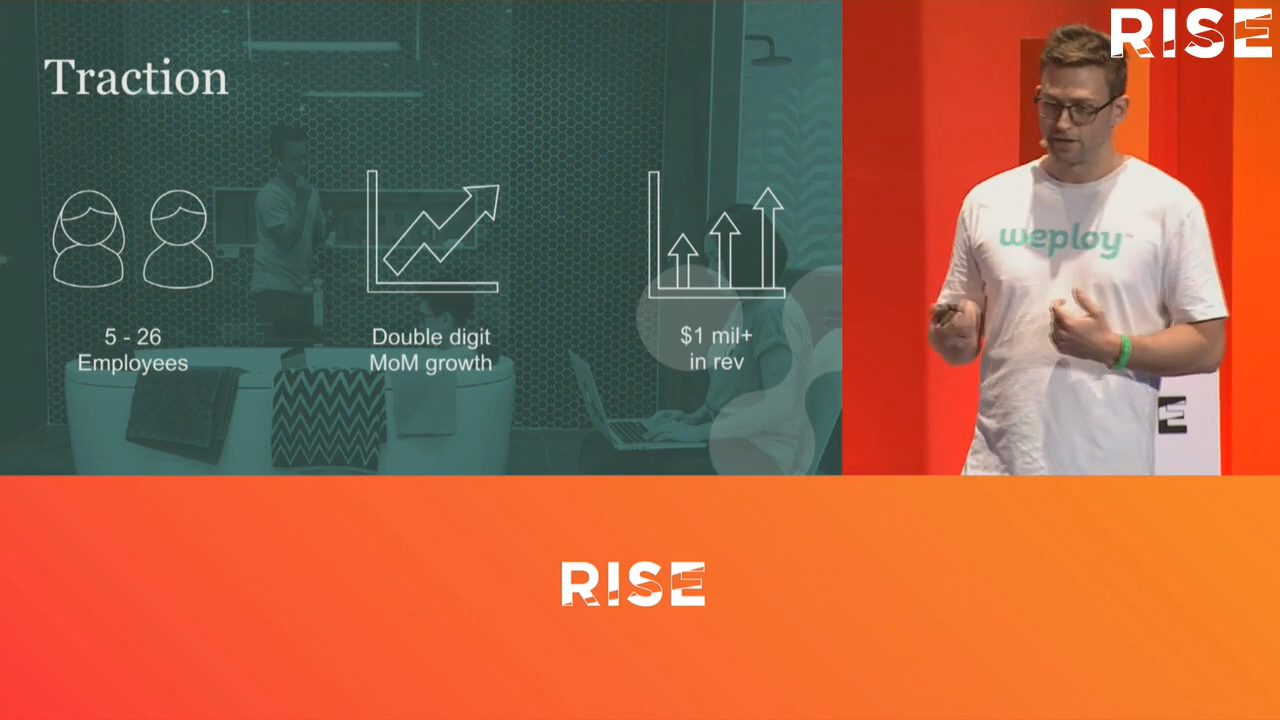 Traction
5 - 26
Employees
Double digit
MoM growth
$1 mil+
in rev
RISE
weploy
E
RISE